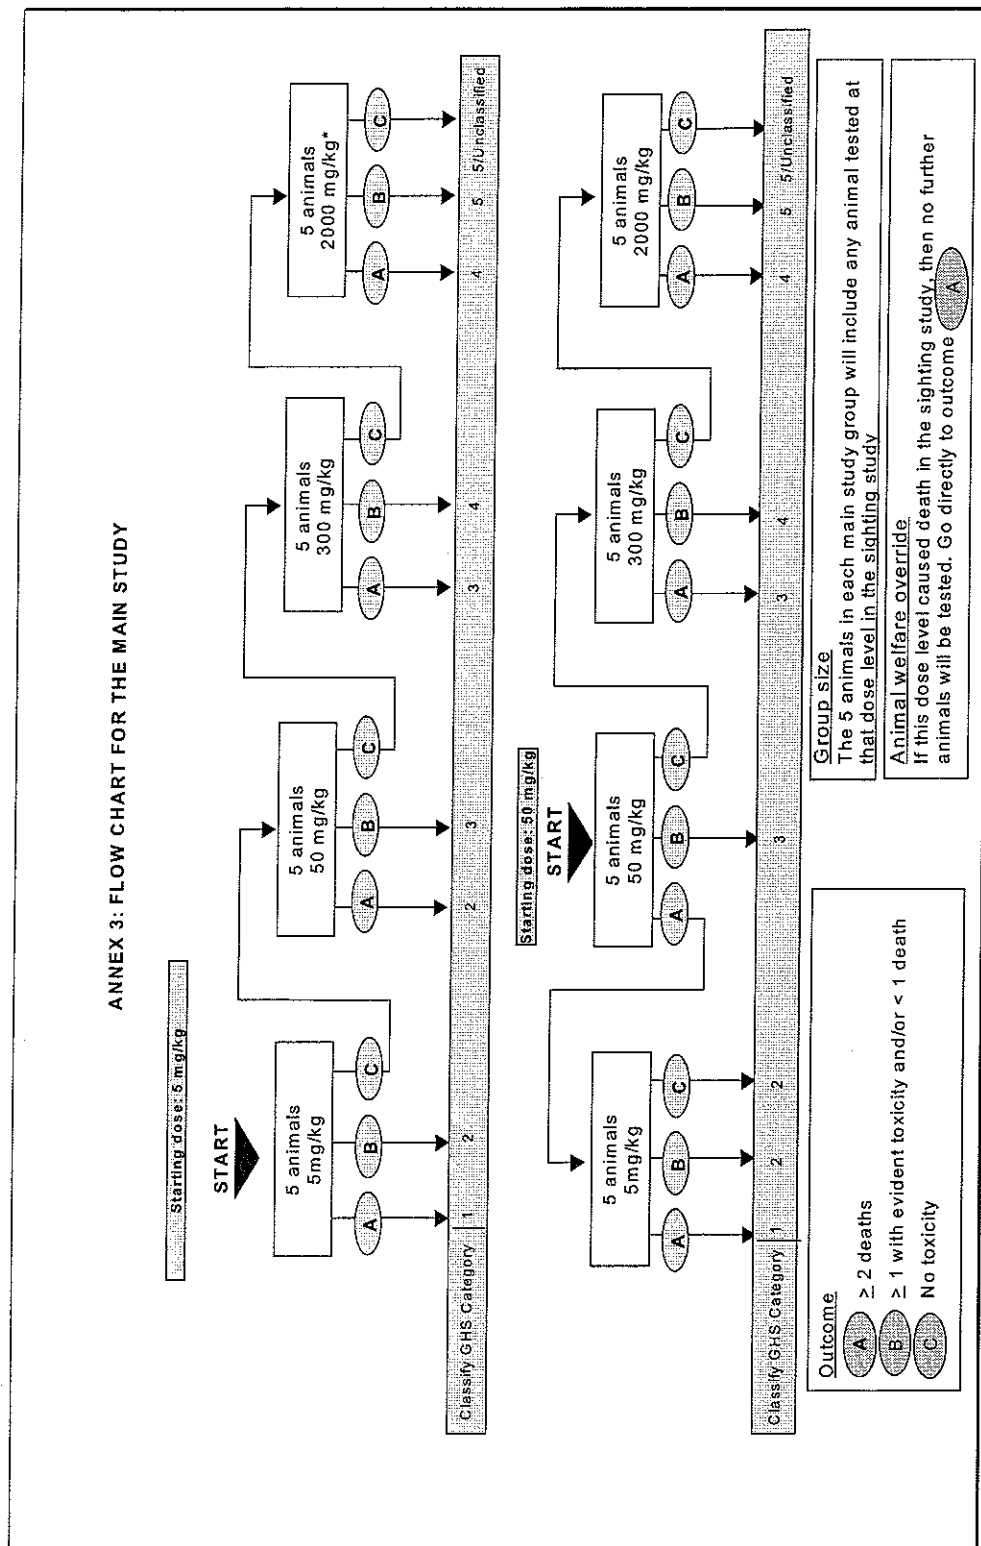 ANNEX 3: FLOW CHART FOR THE MAIN STUDY
Starting dose: 5 mg/kg
START
5 animals
5mg/kg
A
B
C
5 animals
50 mg/kg
A
B
C
5 animals
300 mg/kg
A
B
C
5 animals
2000 mg/kg*
A
B
C
Classify GHS Category 1 2 2 3 3 4 4 5 5/Unclassified
Starting dose: 50 mg/kg
START
5 animals
5mg/kg
A
B
C
5 animals
50 mg/kg
A
B
C
5 animals
300 mg/kg
A
B
C
5 animals
2000 mg/kg
A
B
C
Classify GHS Category 1 2 2 3 3 4 4 5 5/Unclassified
Outcome
A ≥ 2 deaths
B ≥ 1 with evident toxicity and/or < 1 death
C No toxicity
Group size
The 5 animals in each main study group will include any animal tested at
that dose level in the sighting study
Animal welfare override
If this dose level caused death in the sighting study, then no further
animals will be tested. Go directly to outcome A